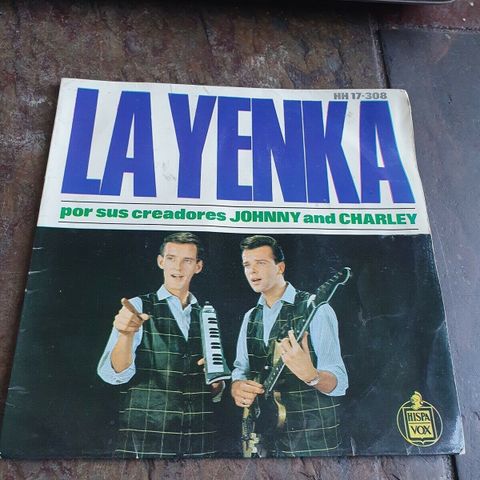 HH 17-308
LA YENKA
por sus creadores JOHNNY and CHARLEY
HISPA
VOX